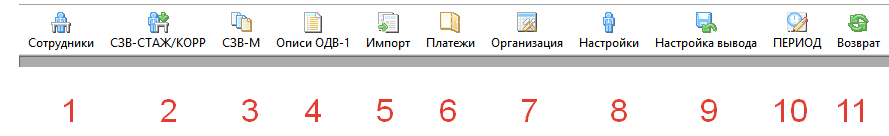 Сотрудники СЗВ-СТАЖ/КОРР СЗВ-М Описи ОДВ-1 Импорт Платежи Организация Настройки Настройка вывода ПЕРИОД Возврат
1 2 3 4 5 6 7 8 9 10 11